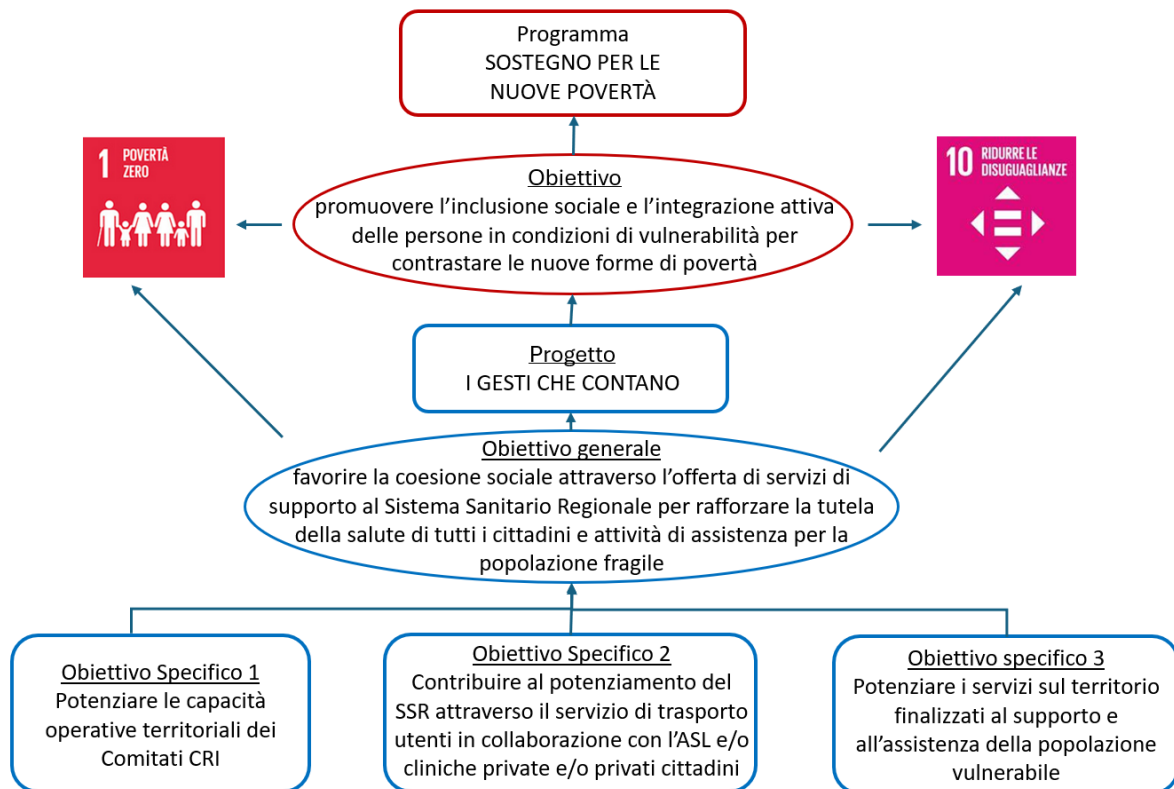 Programma
SOSTEGNO PER LE
NUOVE POVERTÀ
1 POVERTÀ
ZERO
10 RIDURRE LE
DISUGUAGLIANZE
Obiettivo
promuovere l'inclusione sociale e l'integrazione attiva
delle persone in condizioni di vulnerabilità per
contrastare le nuove forme di povertà
Progetto
I GESTI CHE CONTANO
Obiettivo generale
favorire la coesione sociale attraverso l'offerta di servizi di
supporto al Sistema Sanitario Regionale per rafforzare la tutela
della salute di tutti i cittadini e attività di assistenza per la
popolazione fragile
Obiettivo Specifico 1
Potenziare le capacità
operative territoriali dei
Comitati CRI
Obiettivo Specifico 2
Contribuire al potenziamento del
SSR attraverso il servizio di trasporto
utenti in collaborazione con l'ASL e/o
cliniche private e/o privati cittadini
Obiettivo specifico 3
Potenziare i servizi sul territorio
finalizzati al supporto e
all'assistenza della popolazione
vulnerabile